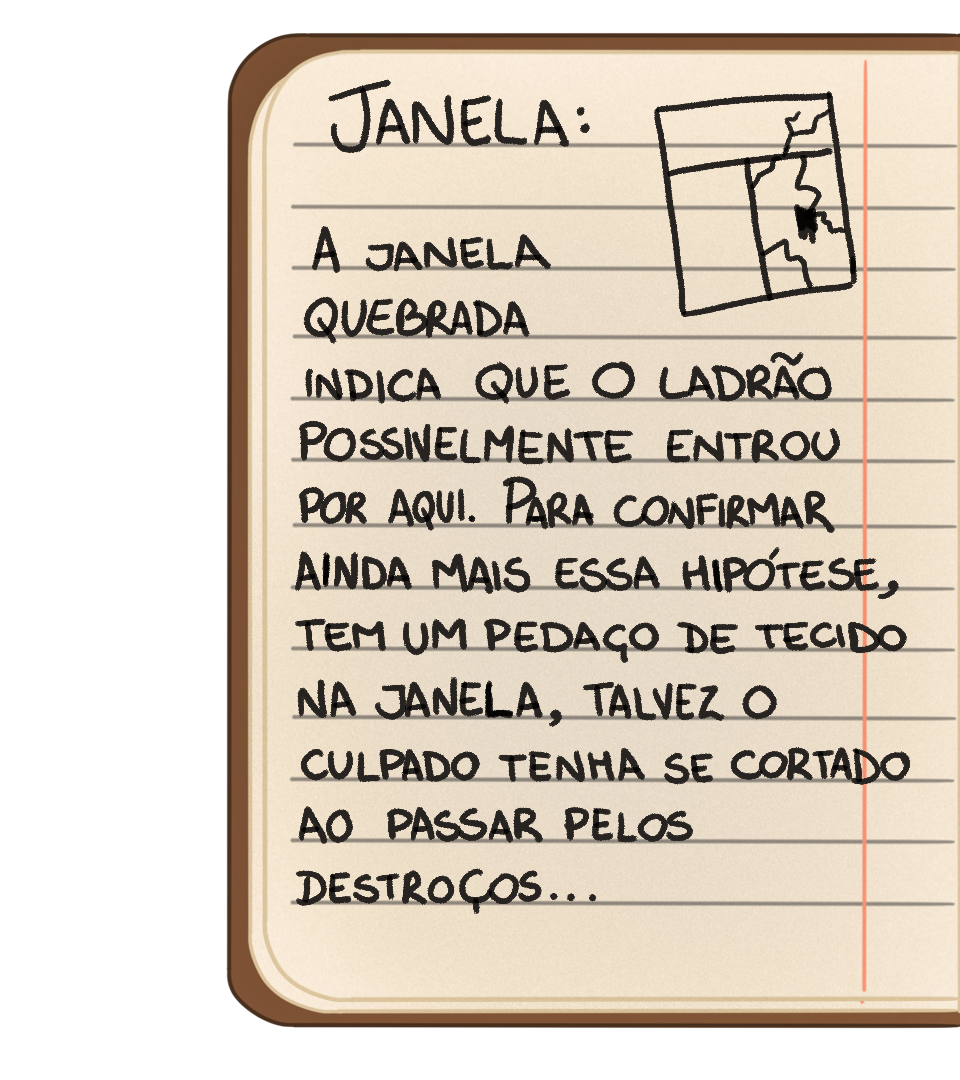 JANELA:
A JANELA
QUEBRADA
INDICA QUE O LADRÃO
POSSIVELMENTE ENTROU
POR AQUI. PARA CONFIRMAR
AINDA MAIS ESSA HIPÓTESE,
TEM UM PEDAÇO DE TECIDO
NA JANELA, TALVEZ O
CULPADO TENHA SE CORTADO
AO PASSAR PELOS
DESTROÇOS...